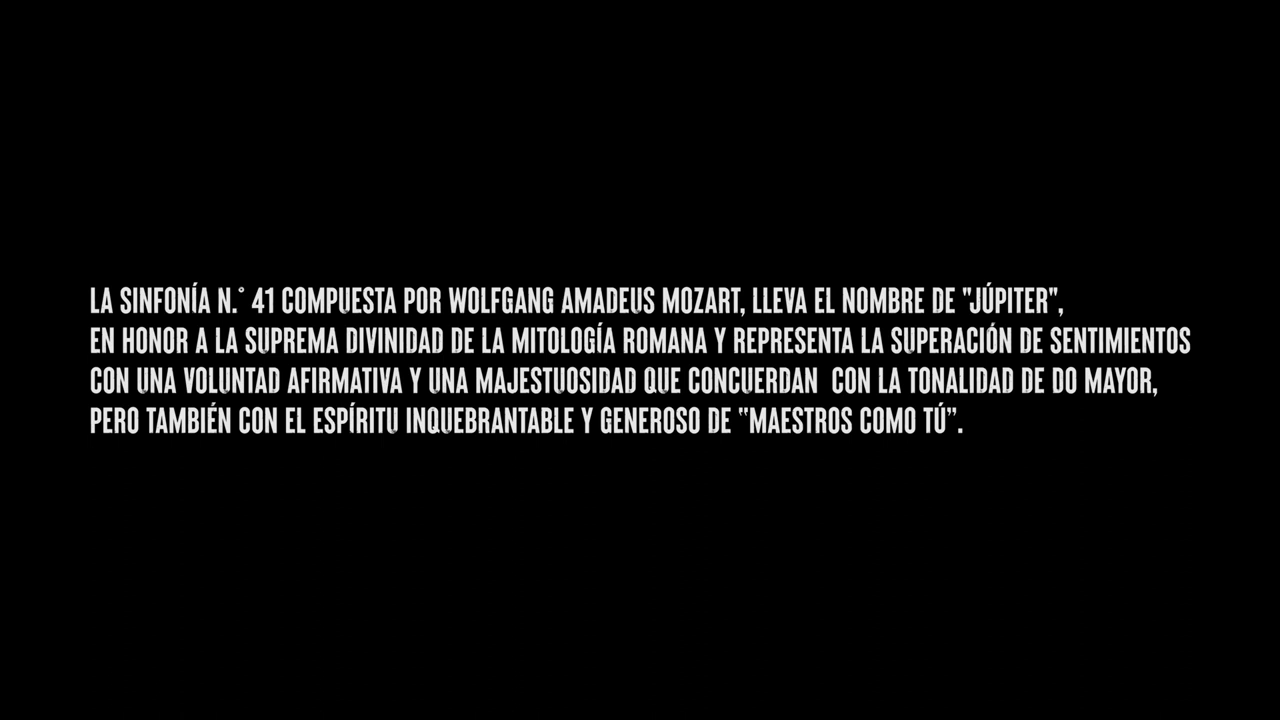 LA SINFONÍA N.° 41 COMPUESTA POR WOLFGANG AMADEUS MOZART, LLEVA EL NOMBRE DE "JÚPITER",
EN HONOR A LA SUPREMA DIVINIDAD DE LA MITOLOGÍA ROMANA Y REPRESENTA LA SUPERACIÓN DE SENTIMIENTOS
CON UNA VOLUNTAD AFIRMATIVA Y UNA MAJESTUOSIDAD QUE CONCUERDAN  CON LA TONALIDAD DE DO MAYOR,
PERO TAMBIÉN CON EL ESPÍRITU INQUEBRANTABLE Y GENEROSO DE “MAESTROS COMO TÚ”.